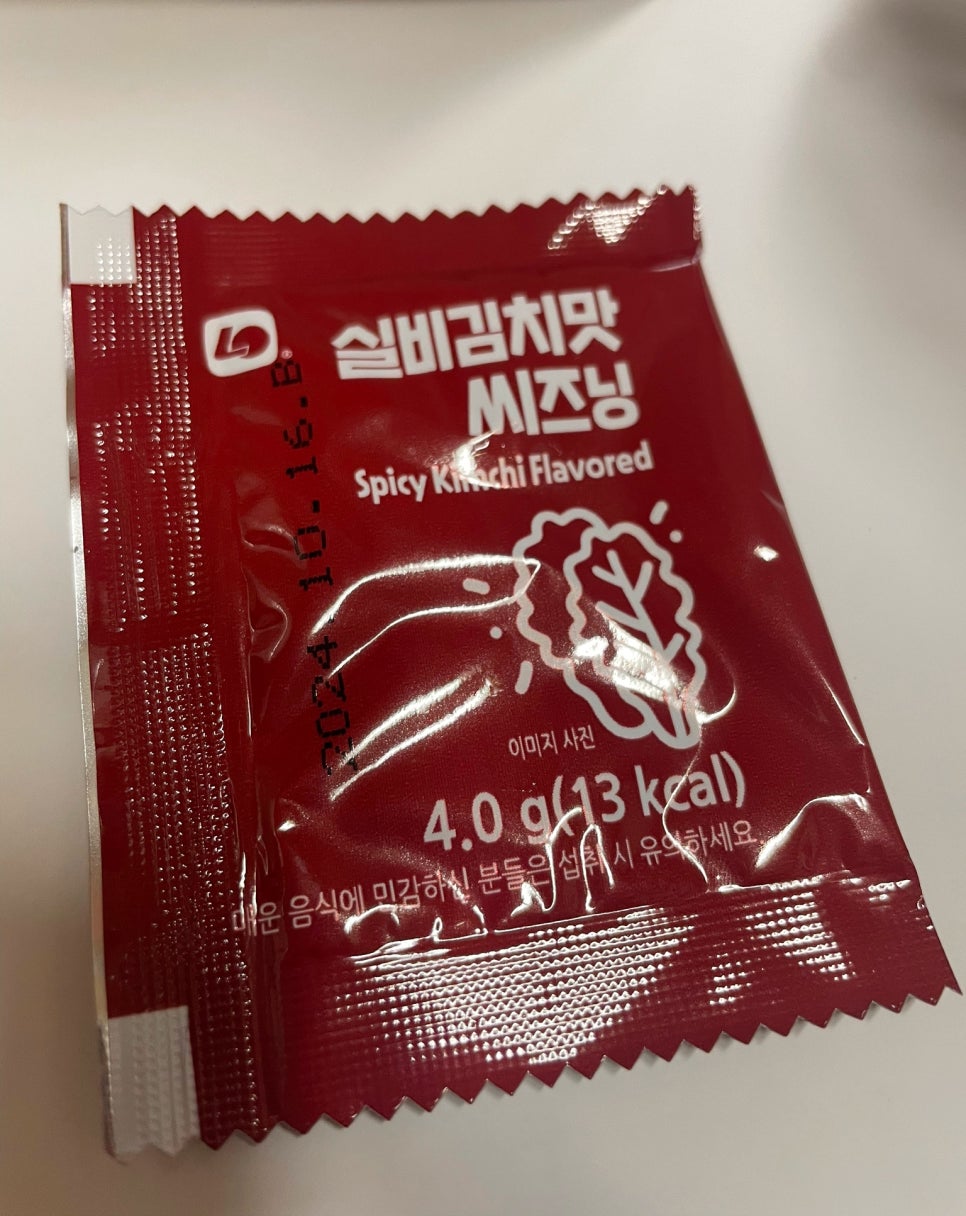 실비김치맛
씨즈닝
Spicy Kimchi Flavored
이미지 사진
4.0 g(13 kcal)
매운 음식에 민감하신 분들은 섭취 시 유의하세요
2024. 10. 16. B